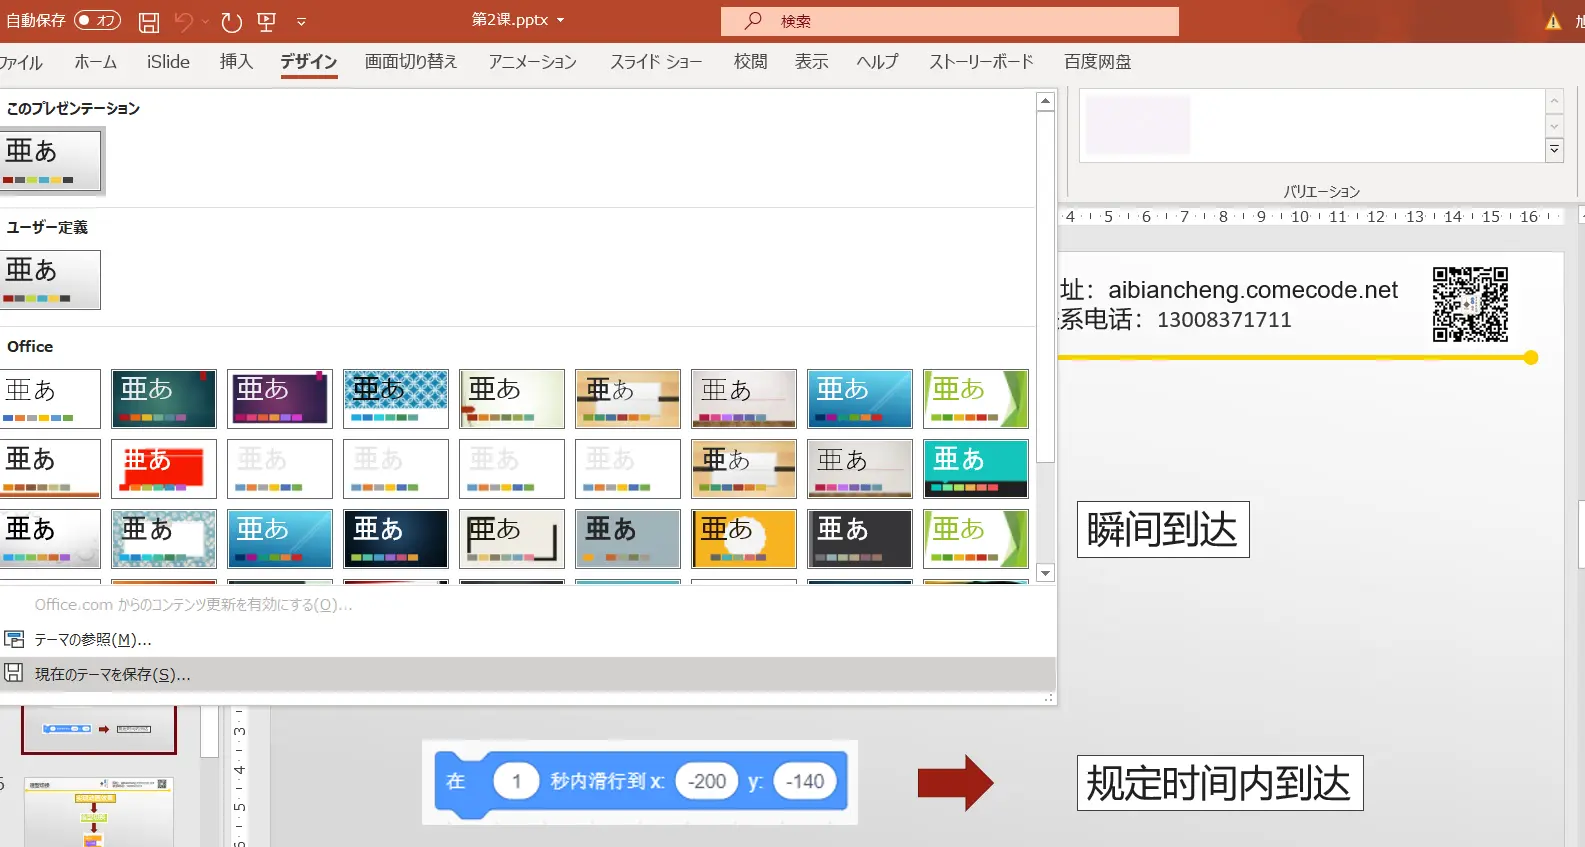 自動保存 オフ
第2课.pptx
検索
ファイル ホーム iSlide 挿入 デザイン 画面切り替え アニメーション スライド ショー 校閲 表示 ヘルプ ストーリーボード 百度网盘
このプレゼンテーション
亜あ
ユーザー定義
亜あ
Office
亜あ 亜あ 亜あ 亜あ 亜あ 亜あ 亜あ 亜あ 亜あ
亜あ 亜あ 亜あ 亜あ 亜あ 亜あ 亜あ 亜あ 亜あ
亜あ 亜あ 亜あ 亜あ 亜あ 亜あ 亜あ 亜あ 亜あ
Office.com からのコンテンツ更新を有効にする(O)...
テーマの参照(M)...
現在のテーマを保存(S)...
バリエーション
4 5 6 7 8 9 10 11 12 13 14 15 16
址：aibiancheng.comecode.net
系电话：13008371711
瞬间到达
3
4
5
在 1 秒内滑行到 x: -200 y: -140
规定时间内到达